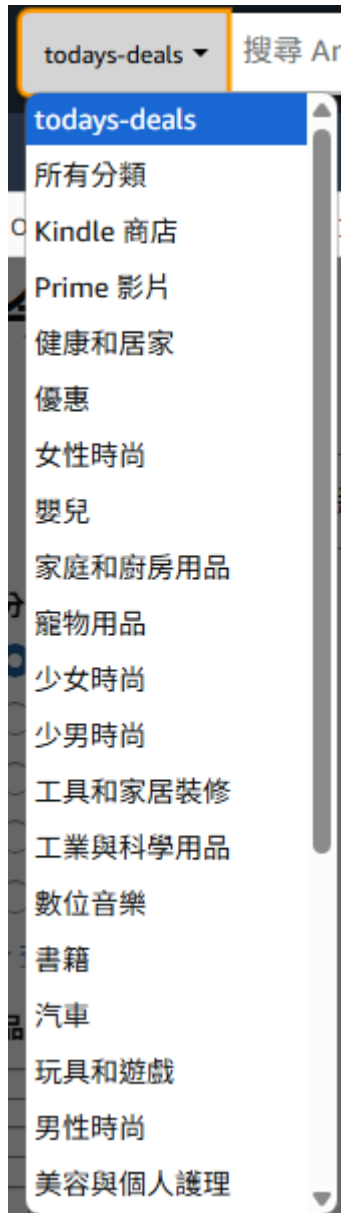 todays-deals
搜尋 Ar
todays-deals
所有分類
Kindle 商店
Prime 影片
健康和居家
優惠
女性時尚
嬰兒
家庭和廚房用品
寵物用品
少女時尚
少男時尚
工具和家居裝修
工業與科學用品
數位音樂
書籍
汽車
玩具和遊戲
男性時尚
美容與個人護理